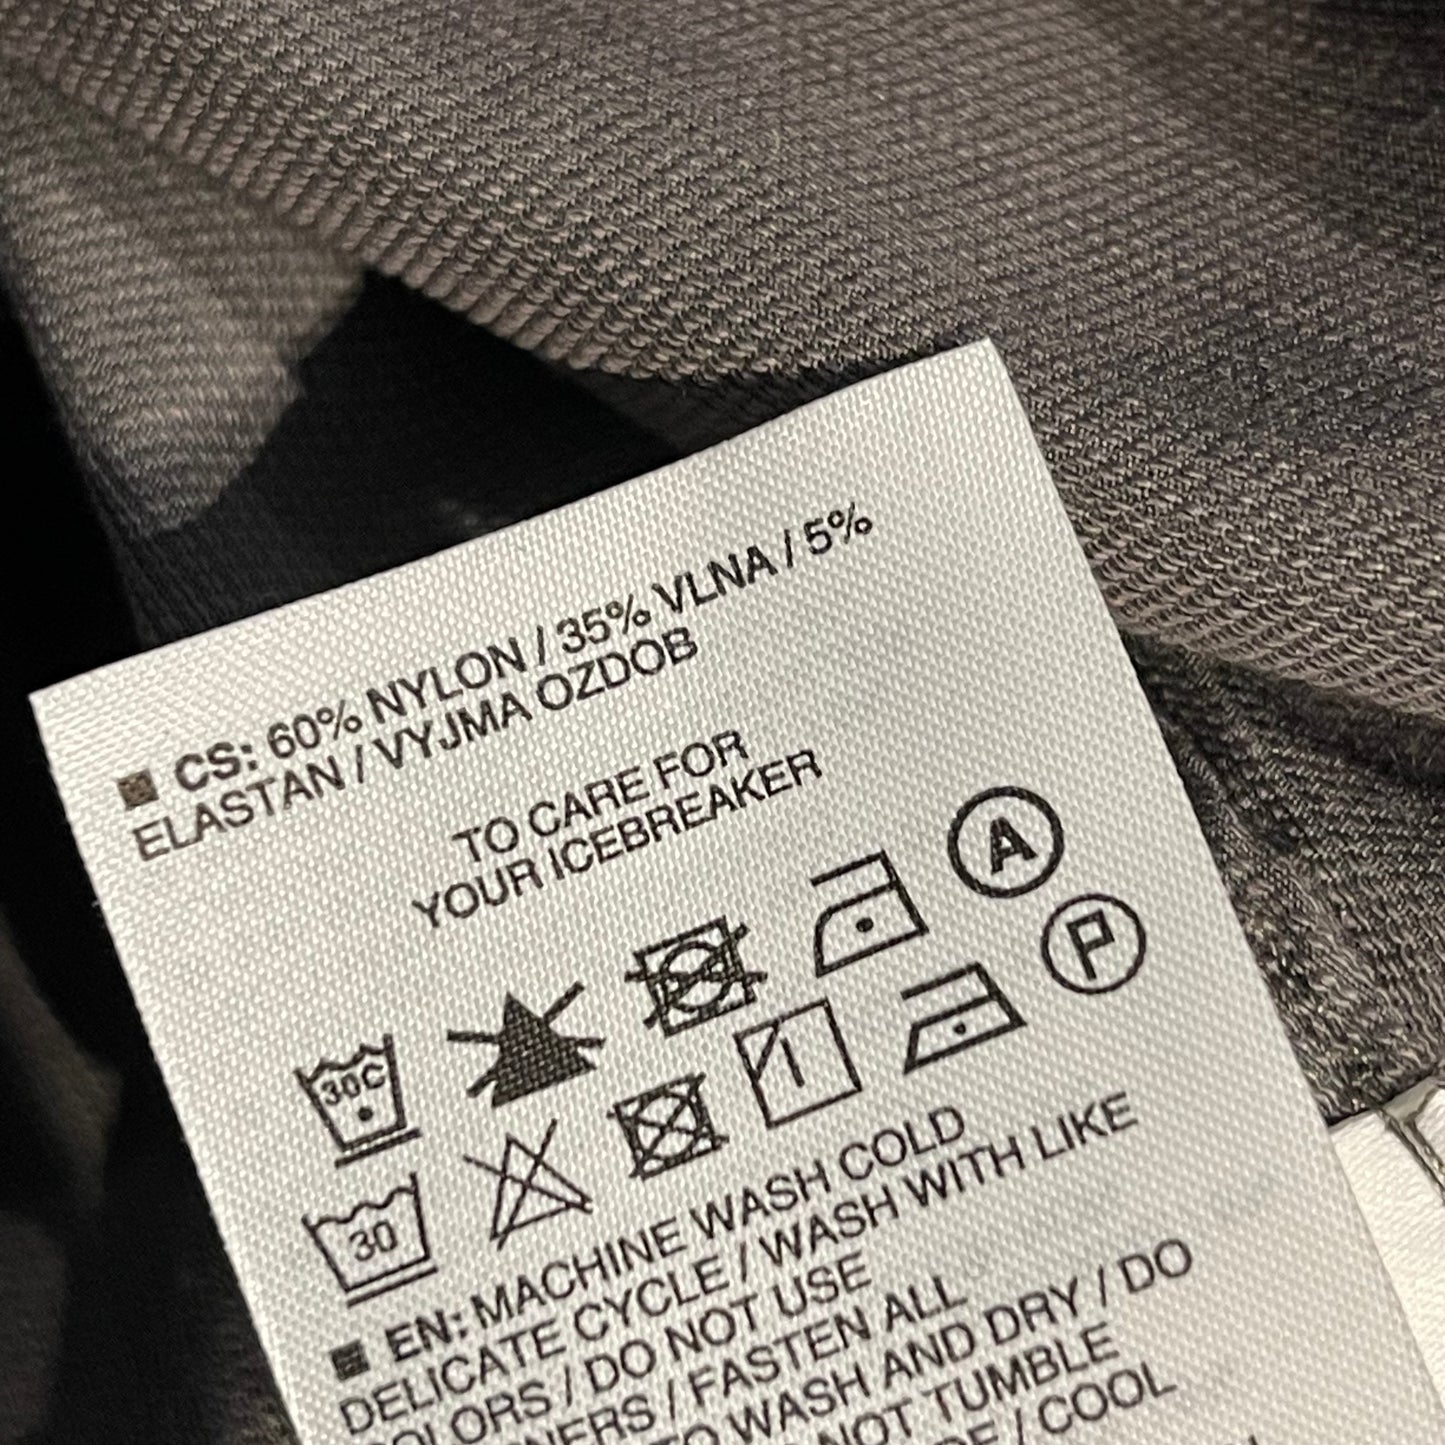 CS: 60% NYLON / 35% VLNA / 5%
ELASTAN / VYJMA OZDOB
TO CARE FOR
YOUR ICEBREAKER
A
30C
P
30
EN: MACHINE WASH COLD
DELICATE CYCLE / WASH WITH LIKE
COLORS / DO NOT USE
/ FASTEN ALL
TO WASH AND DRY / DO
NOT TUMBLE
/ COOL